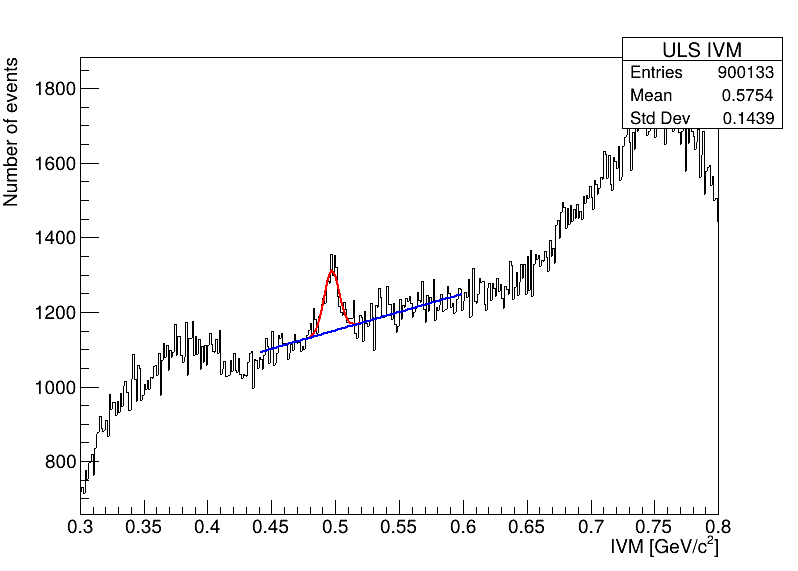 ULS IVM
Entries 900133
Mean 0.5754
Std Dev 0.1439
Number of events
1800
1600
1400
1200
1000
800
0.3 0.35 0.4 0.45 0.5 0.55 0.6 0.65 0.7 0.75 0.8
IVM [GeV/c²]